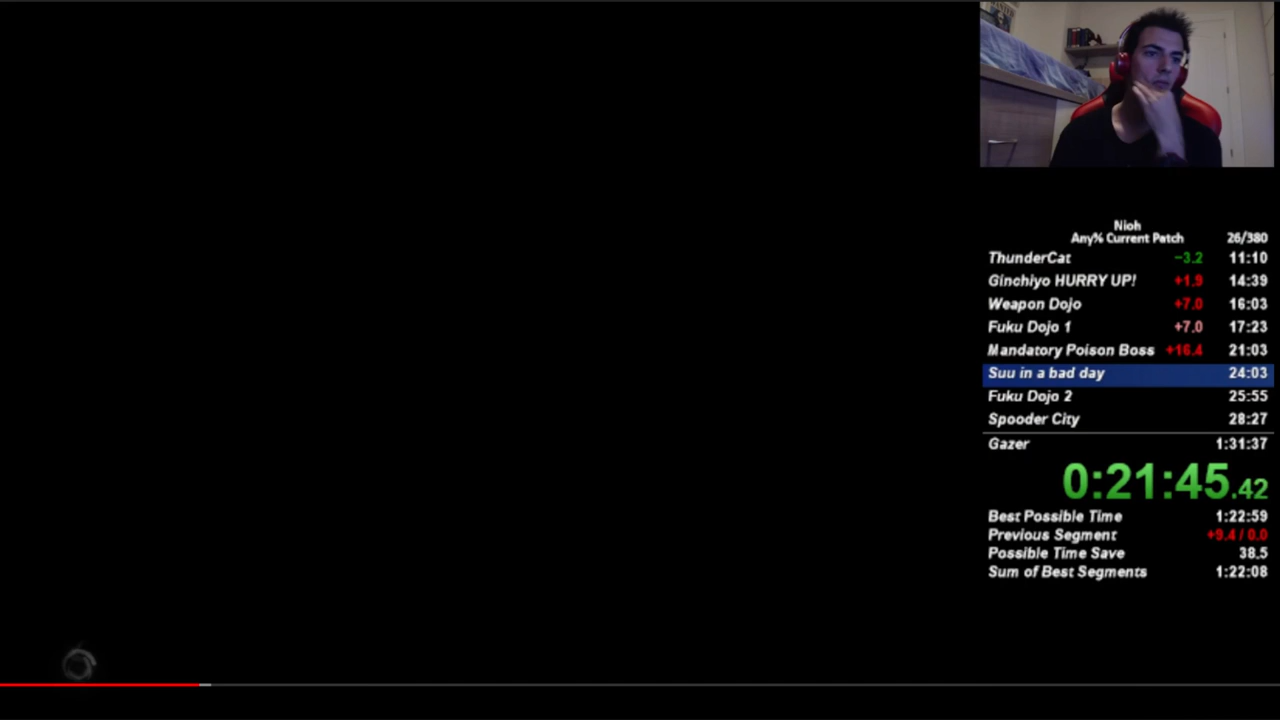 Nioh
Any% Current Patch 26/380
ThunderCat −3.2 11:10
Ginchiyo HURRY UP! +1.9 14:39
Weapon Dojo +7.0 16:03
Fuku Dojo 1 +7.0 17:23
Mandatory Poison Boss +16.4 21:03
Suu in a bad day 24:03
Fuku Dojo 2 25:55
Spooder City 28:27
Gazer 1:31:37
0:21:45.42
Best Possible Time 1:22:59
Previous Segment +9.4 / 0.0
Possible Time Save 38.5
Sum of Best Segments 1:22:08